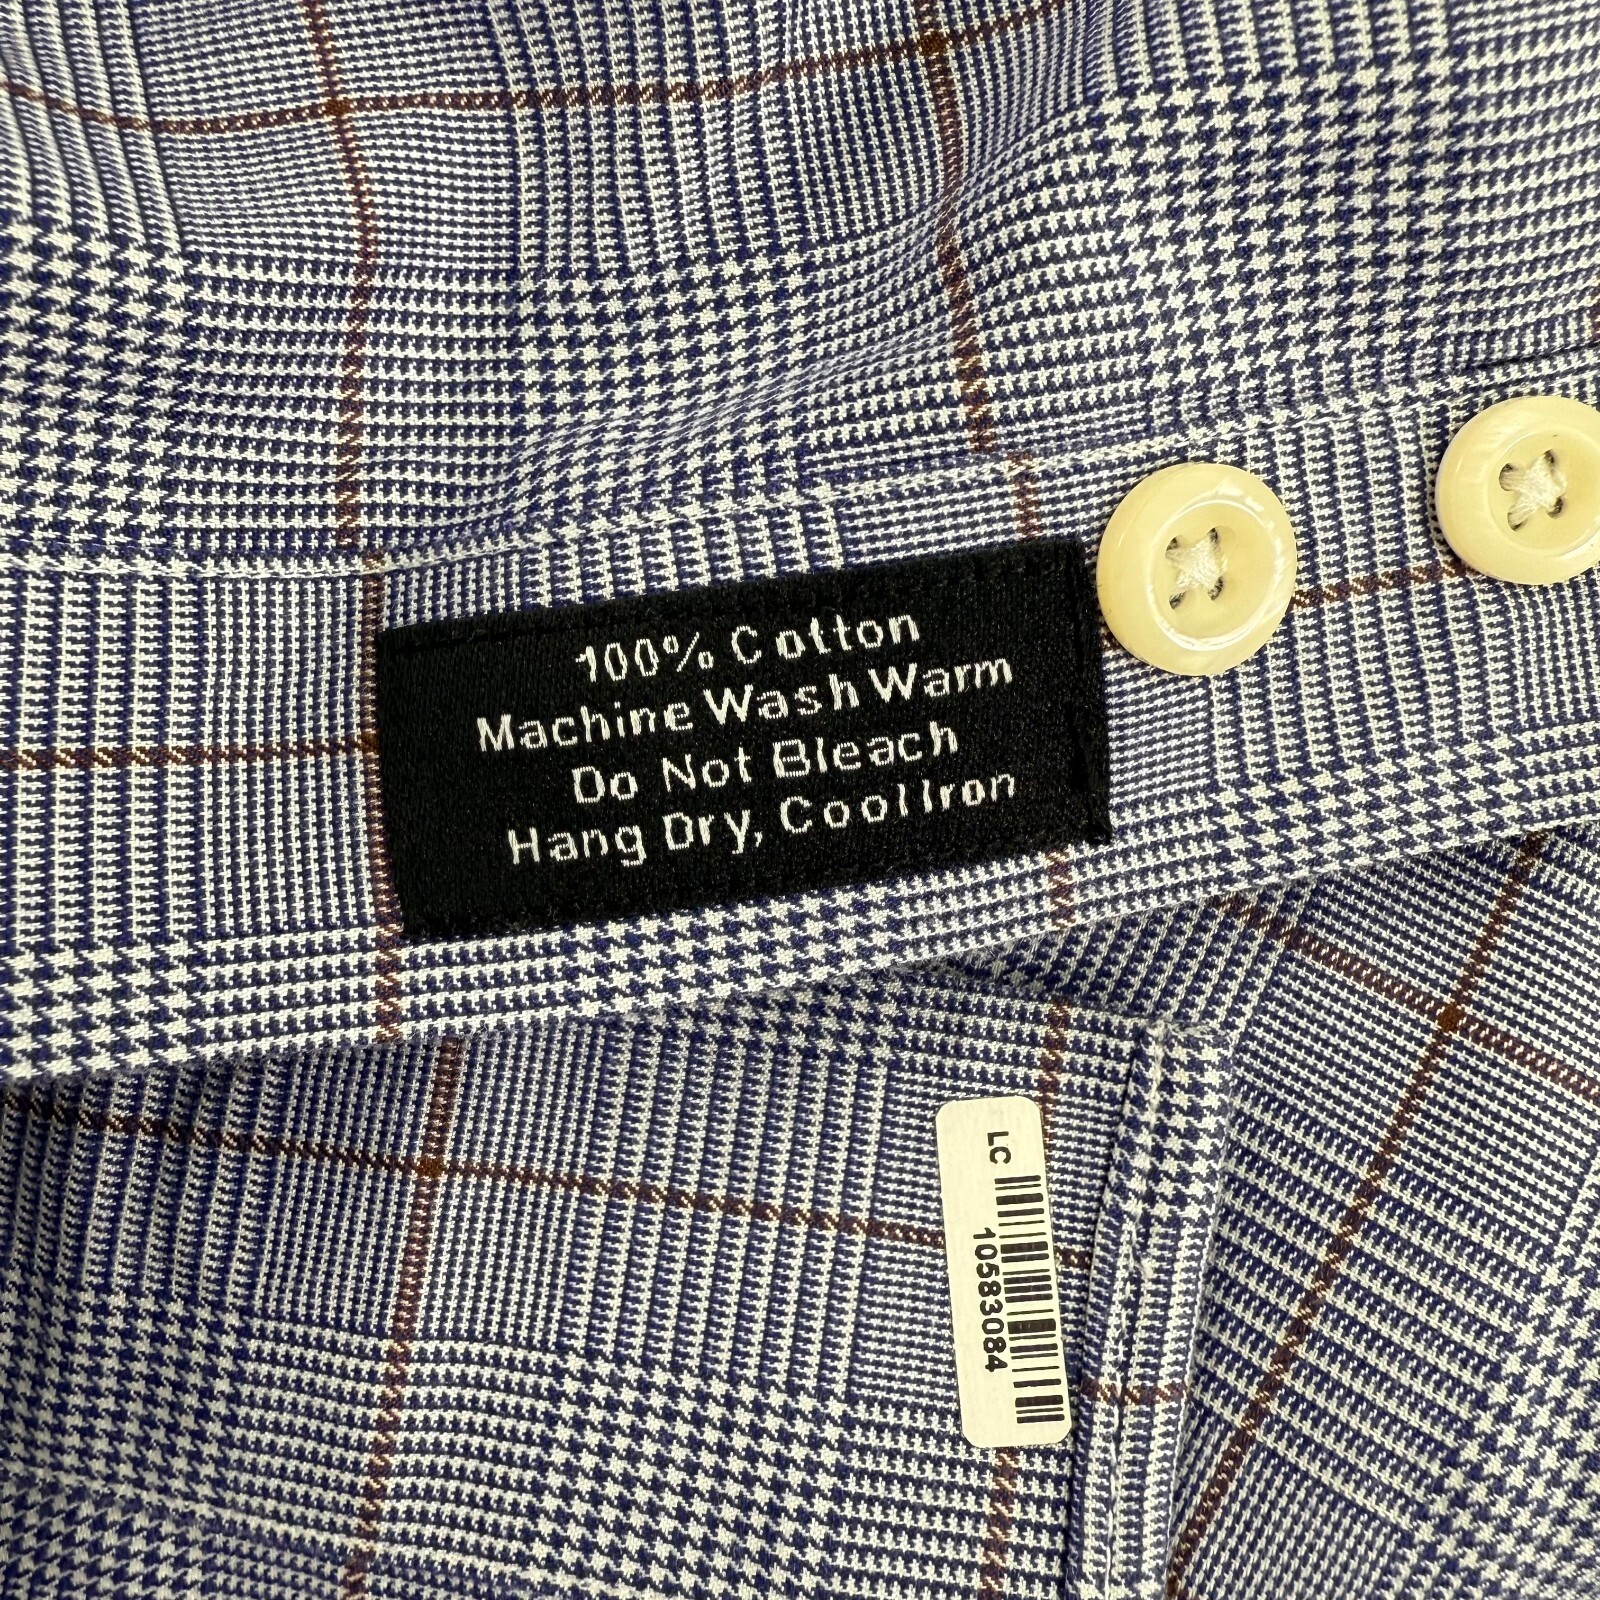 100% Cotton
Machine Wash Warm
Do Not Bleach
Hang Dry, Cool Iron
LC
10583084